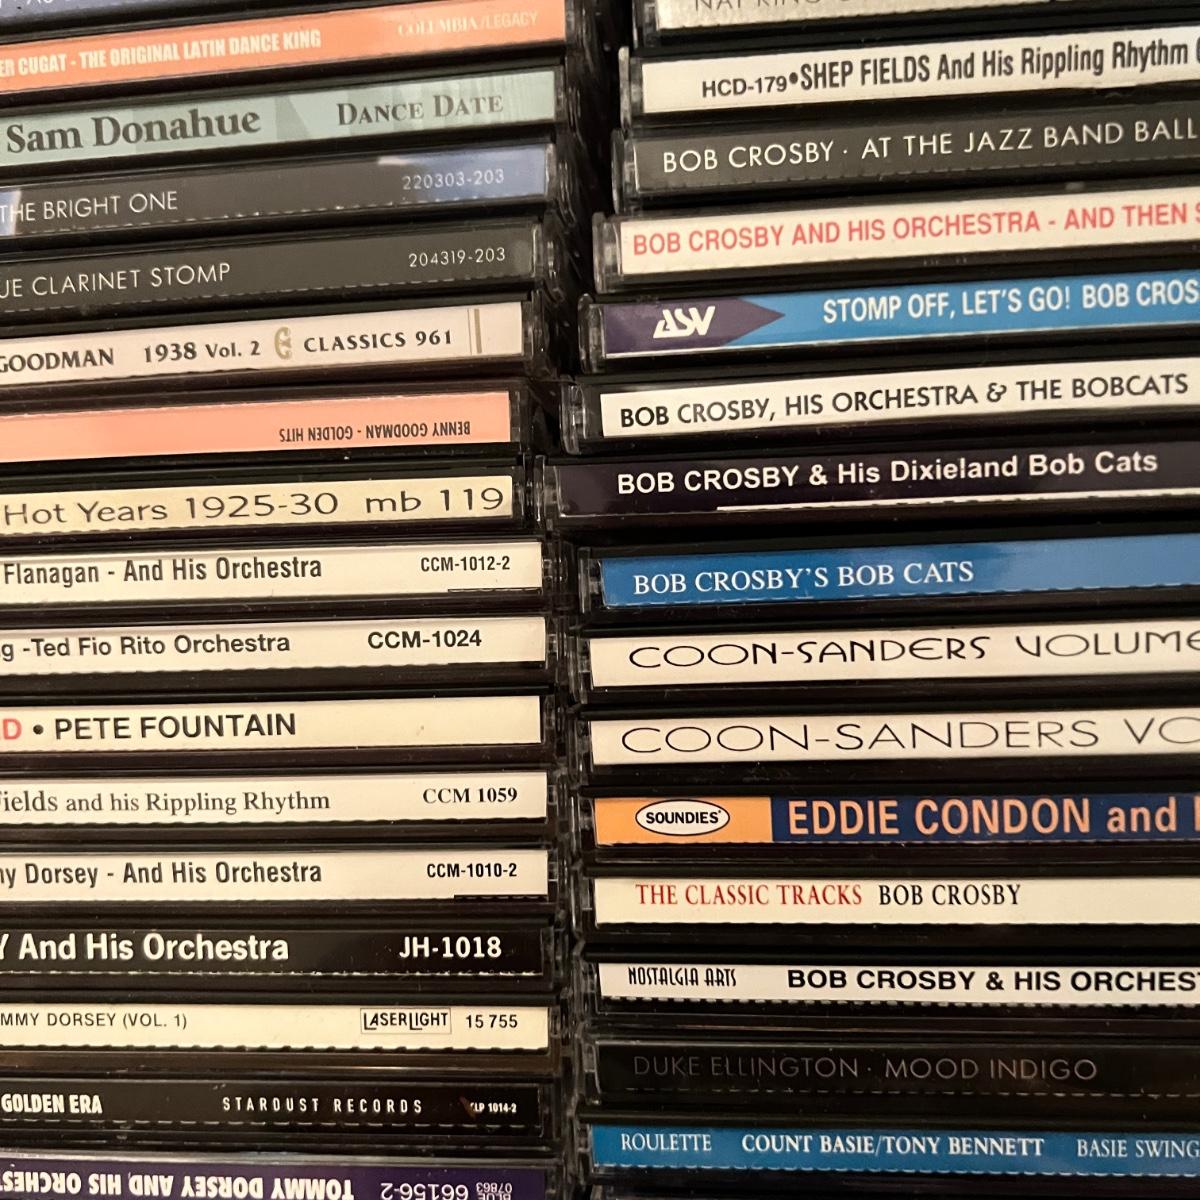 ER CUGAT - THE ORIGINAL LATIN DANCE KING COLUMBIA/LEGACY
Sam Donahue DANCE DATE
THE BRIGHT ONE 220303-203
UE CLARINET STOMP 204319-203
GOODMAN 1938 Vol. 2 CLASSICS 961
BENNY GOODMAN - GOLDEN HITS
Hot Years 1925-30 mb 119
Flanagan - And His Orchestra CCM-1012-2
g -Ted Fio Rito Orchestra CCM-1024
D • PETE FOUNTAIN
ields and his Rippling Rhythm CCM 1059
y Dorsey - And His Orchestra CCM-1010-2
Y And His Orchestra JH-1018
MMY DORSEY (VOL. 1) LASERLIGHT 15 755
GOLDEN ERA STARDUST RECORDS LP 1014-2
TOMMY DORSEY AND HIS ORCHES 66156-2 07863
HCD-179•SHEP FIELDS And His Rippling Rhythm
BOB CROSBY · AT THE JAZZ BAND BALL
BOB CROSBY AND HIS ORCHESTRA - AND THEN
ASV STOMP OFF, LET'S GO! BOB CROS
BOB CROSBY, HIS ORCHESTRA & THE BOBCATS
BOB CROSBY & His Dixieland Bob Cats
BOB CROSBY'S BOB CATS
COON-SANDERS VOLUME
COON-SANDERS VO
SOUNDIES EDDIE CONDON and
THE CLASSIC TRACKS BOB CROSBY
NOSTALGIA ARTS BOB CROSBY & HIS ORCHES
DUKE ELLINGTON · MOOD INDIGO
ROULETTE COUNT BASIE/TONY BENNETT BASIE SWING